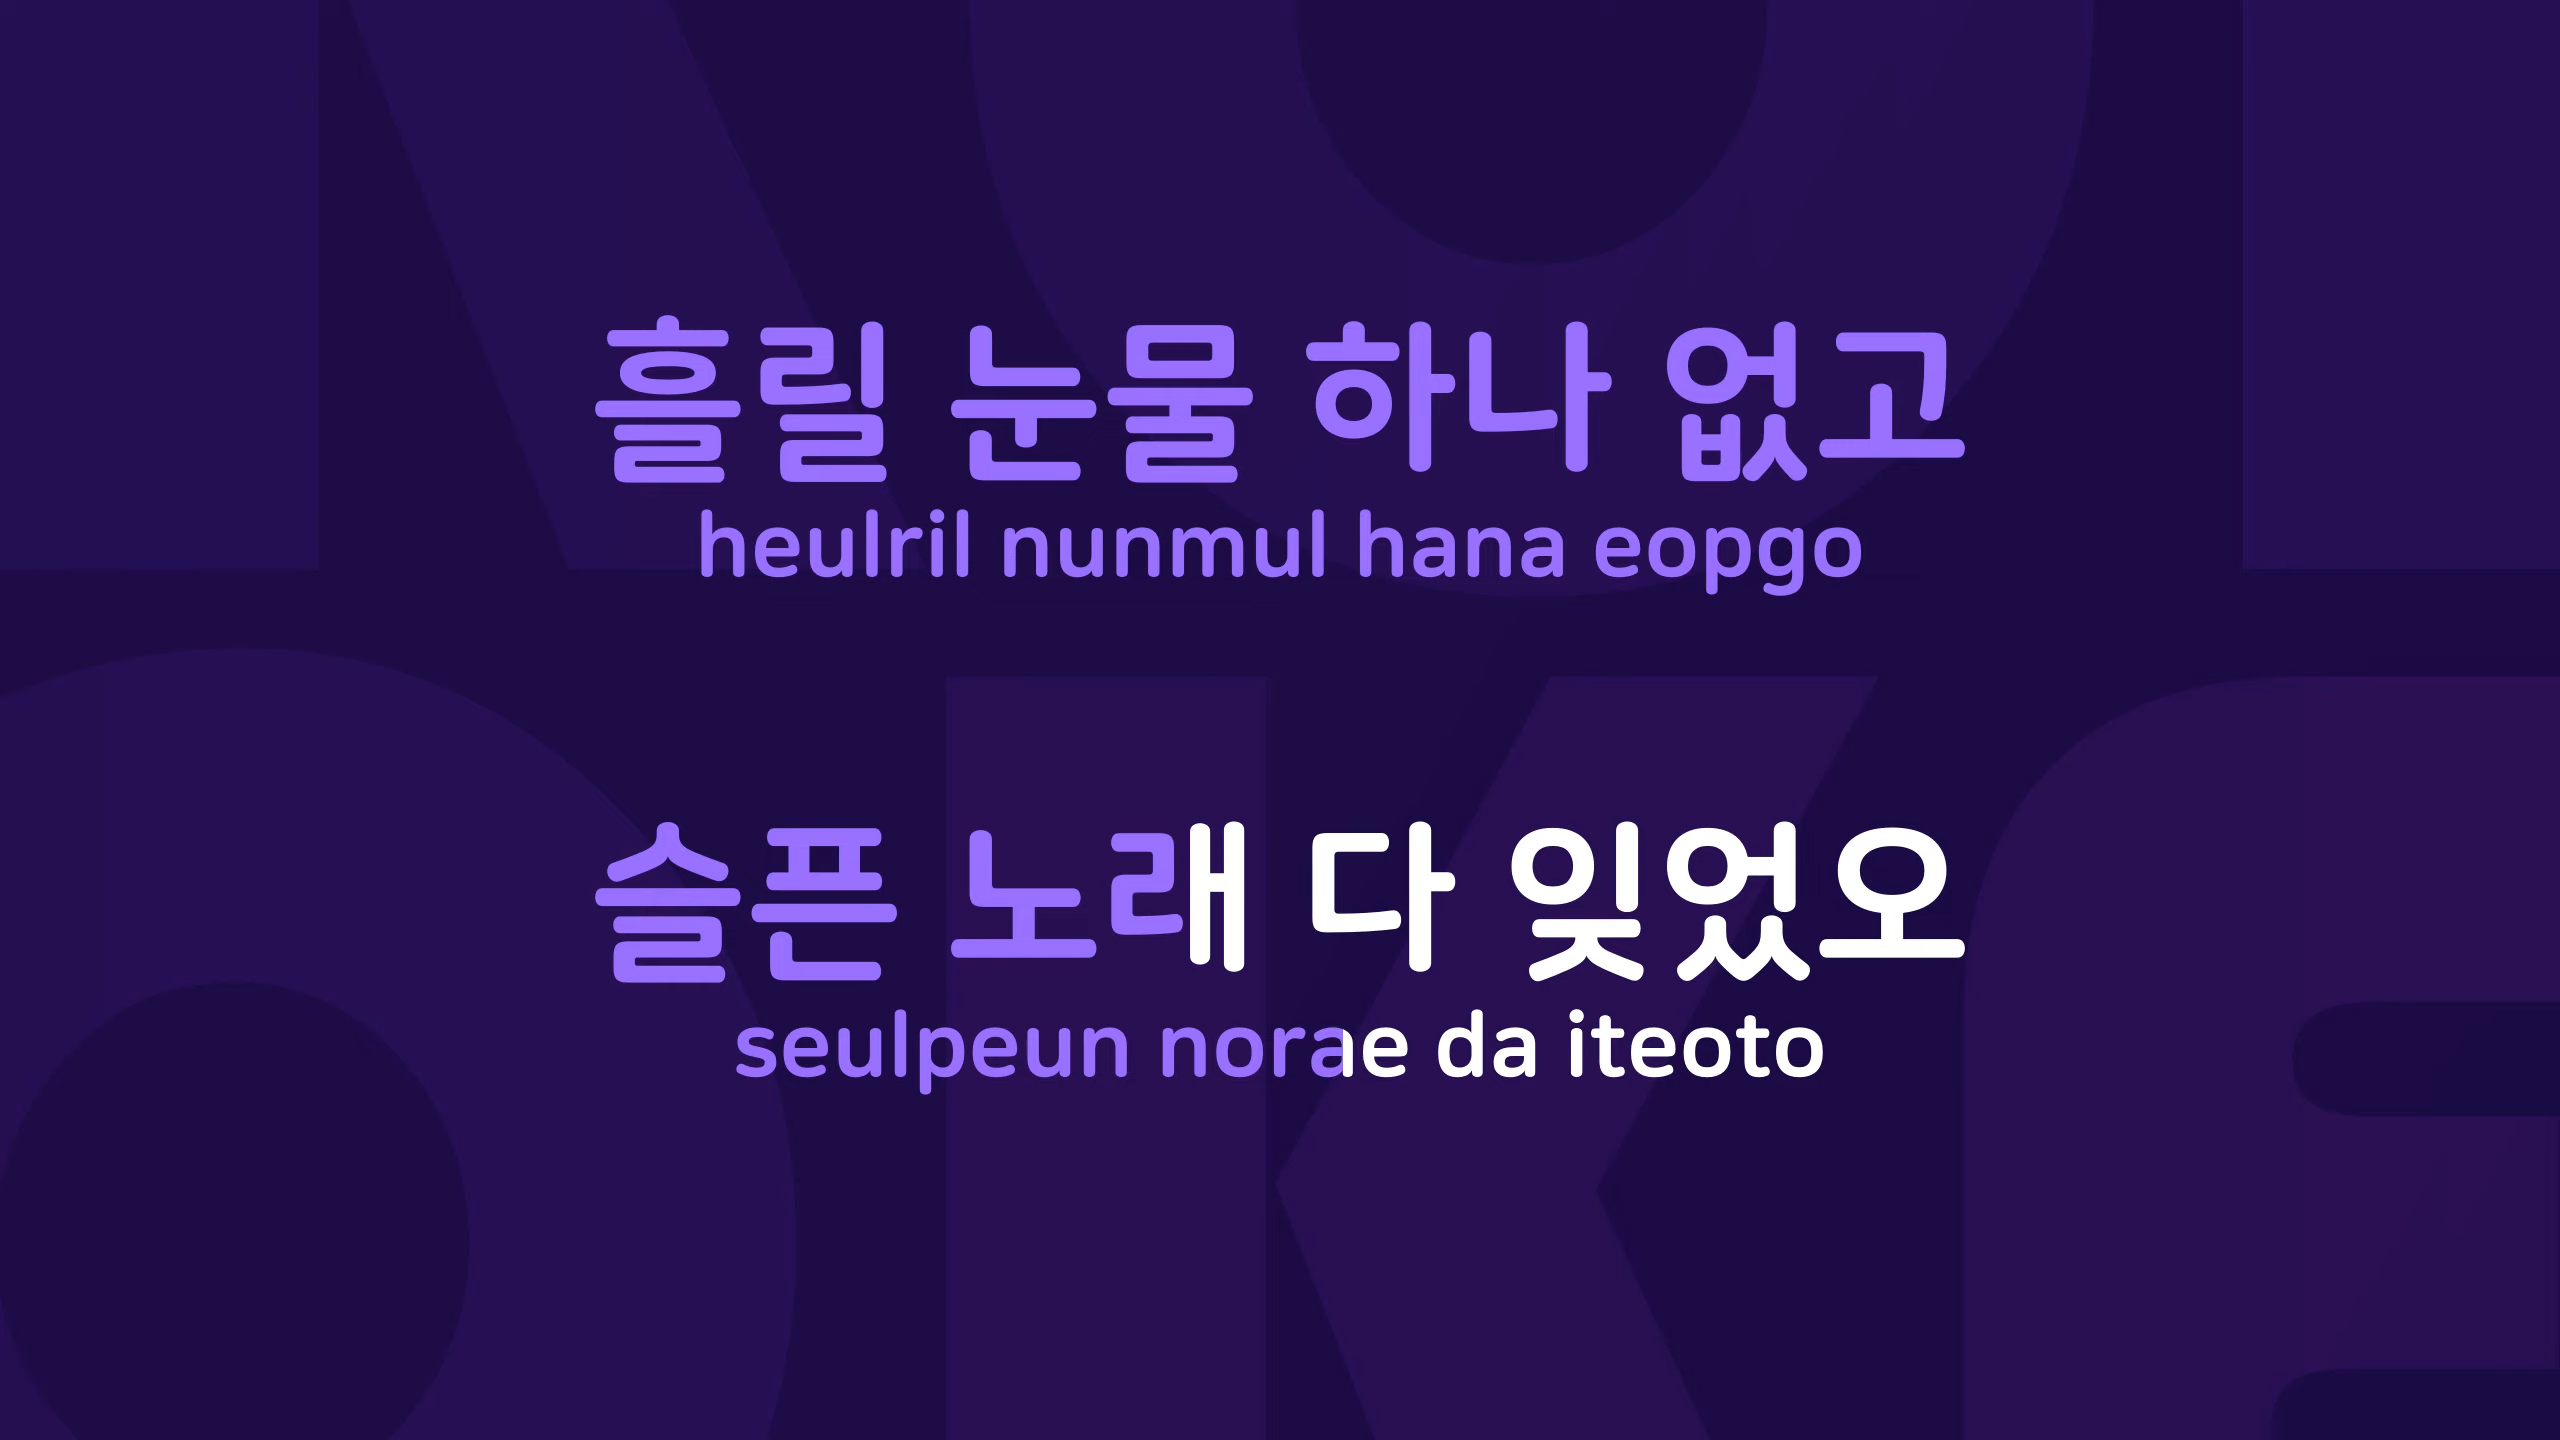 흘릴 눈물 하나 없고
heulril nunmul hana eopgo
슬픈 노래 다 잊었오
seulpeun norae da iteoto